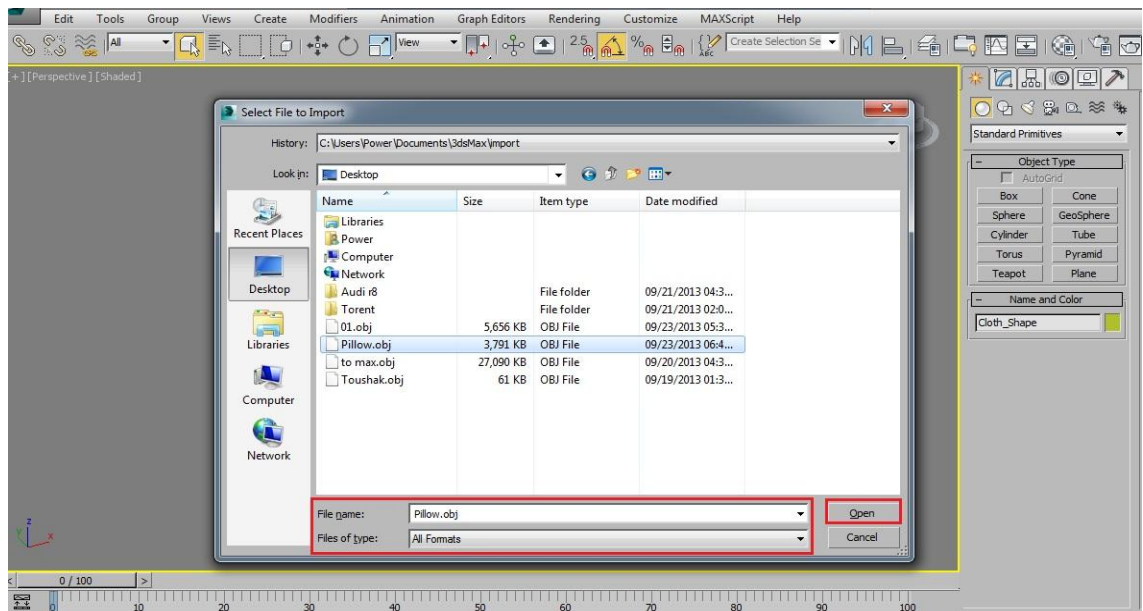 Edit Tools Group Views Create Modifiers Animation Graph Editors Rendering Customize MAXScript Help
All View 2.5 % ABC Create Selection Se
[+][Perspective][Shaded]
Select File to Import
History: C:\Users\Power\Documents\3dsMax\import
Look in: Desktop
Name Size Item type Date modified
Libraries
Power
Computer
Network
Audi r8 File folder 09/21/2013 04:3...
Torent File folder 09/21/2013 02:0...
01.obj 5,656 KB OBJ File 09/23/2013 05:3...
Pillow.obj 3,791 KB OBJ File 09/23/2013 06:4...
to max.obj 27,090 KB OBJ File 09/20/2013 04:3...
Toushak.obj 61 KB OBJ File 09/19/2013 01:3...
Recent Places
Desktop
Libraries
Computer
Network
File name: Pillow.obj Open
Files of type: All Formats Cancel
Standard Primitives
- Object Type
AutoGrid
Box Cone
Sphere GeoSphere
Cylinder Tube
Torus Pyramid
Teapot Plane
- Name and Color
Cloth_Shape
z
y x
< 0 / 100 >
0 10 20 30 40 50 60 70 80 90 100